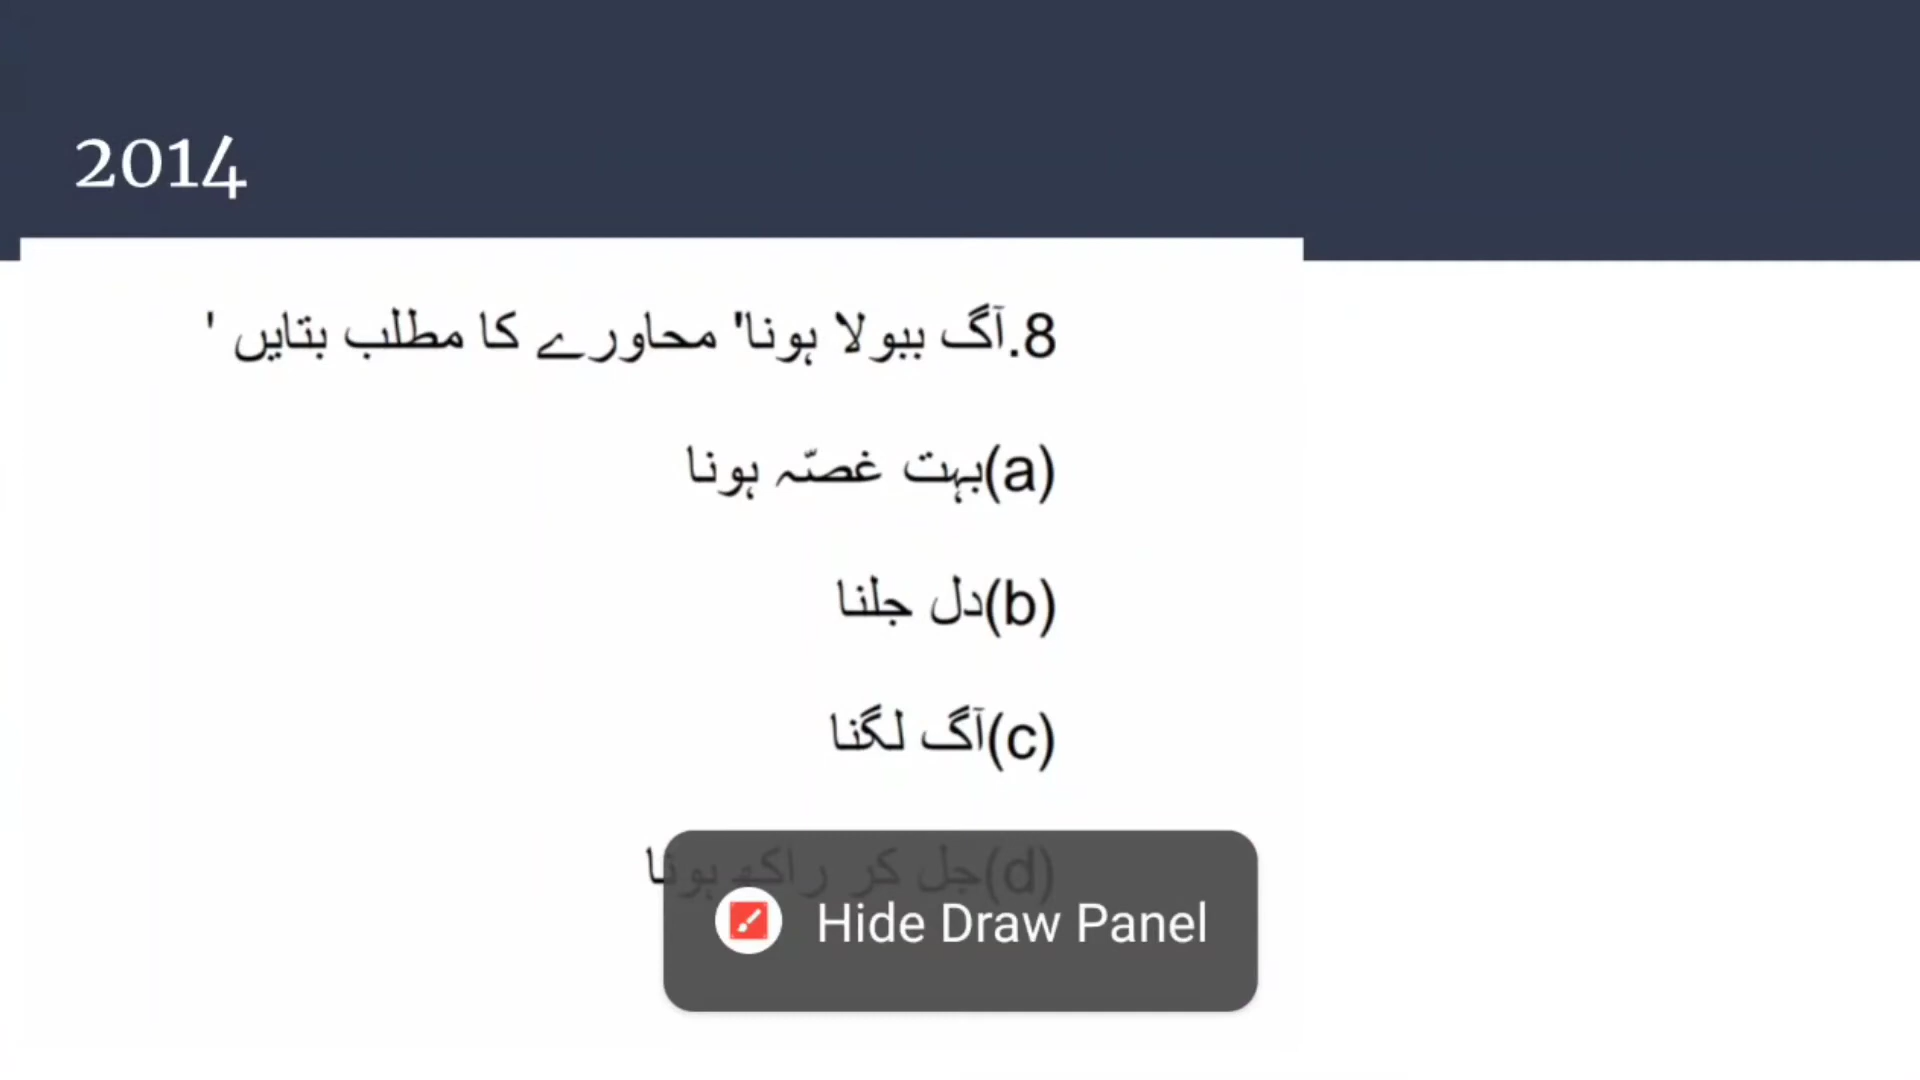 2014
8.آگ ببولا ہونا' محاورے کا مطلب بتایں '
(a)بہت غصّہ ہونا
(b)دل جلنا
(c)آگ لگنا
(d)جل کر راکھ ہونا
Hide Draw Panel